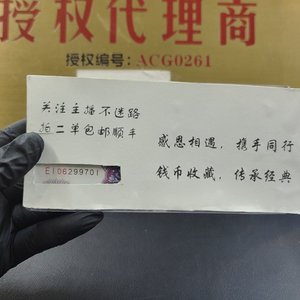 授权代理商
授权编号：ACG0261
关注主播不迷路
拍二单包邮顺丰
感恩相遇，携手同行
钱币收藏，传承经典
EI06299701